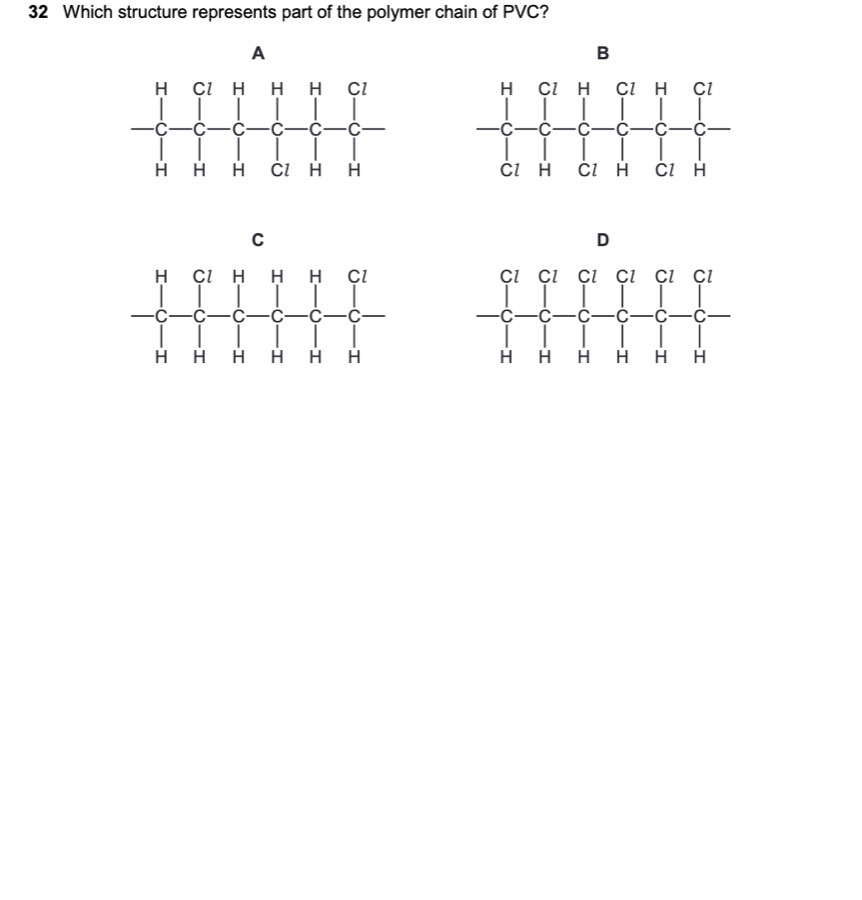 32 Which structure represents part of the polymer chain of PVC?
A
B
H Cl H H H Cl
H Cl H Cl H Cl
C C C C C C
C C C C C C
H H H Cl H H
Cl H Cl H Cl H
C
D
H Cl H H H Cl
Cl Cl Cl Cl Cl Cl
C C C C C C
C C C C C C
H H H H H H
H H H H H H